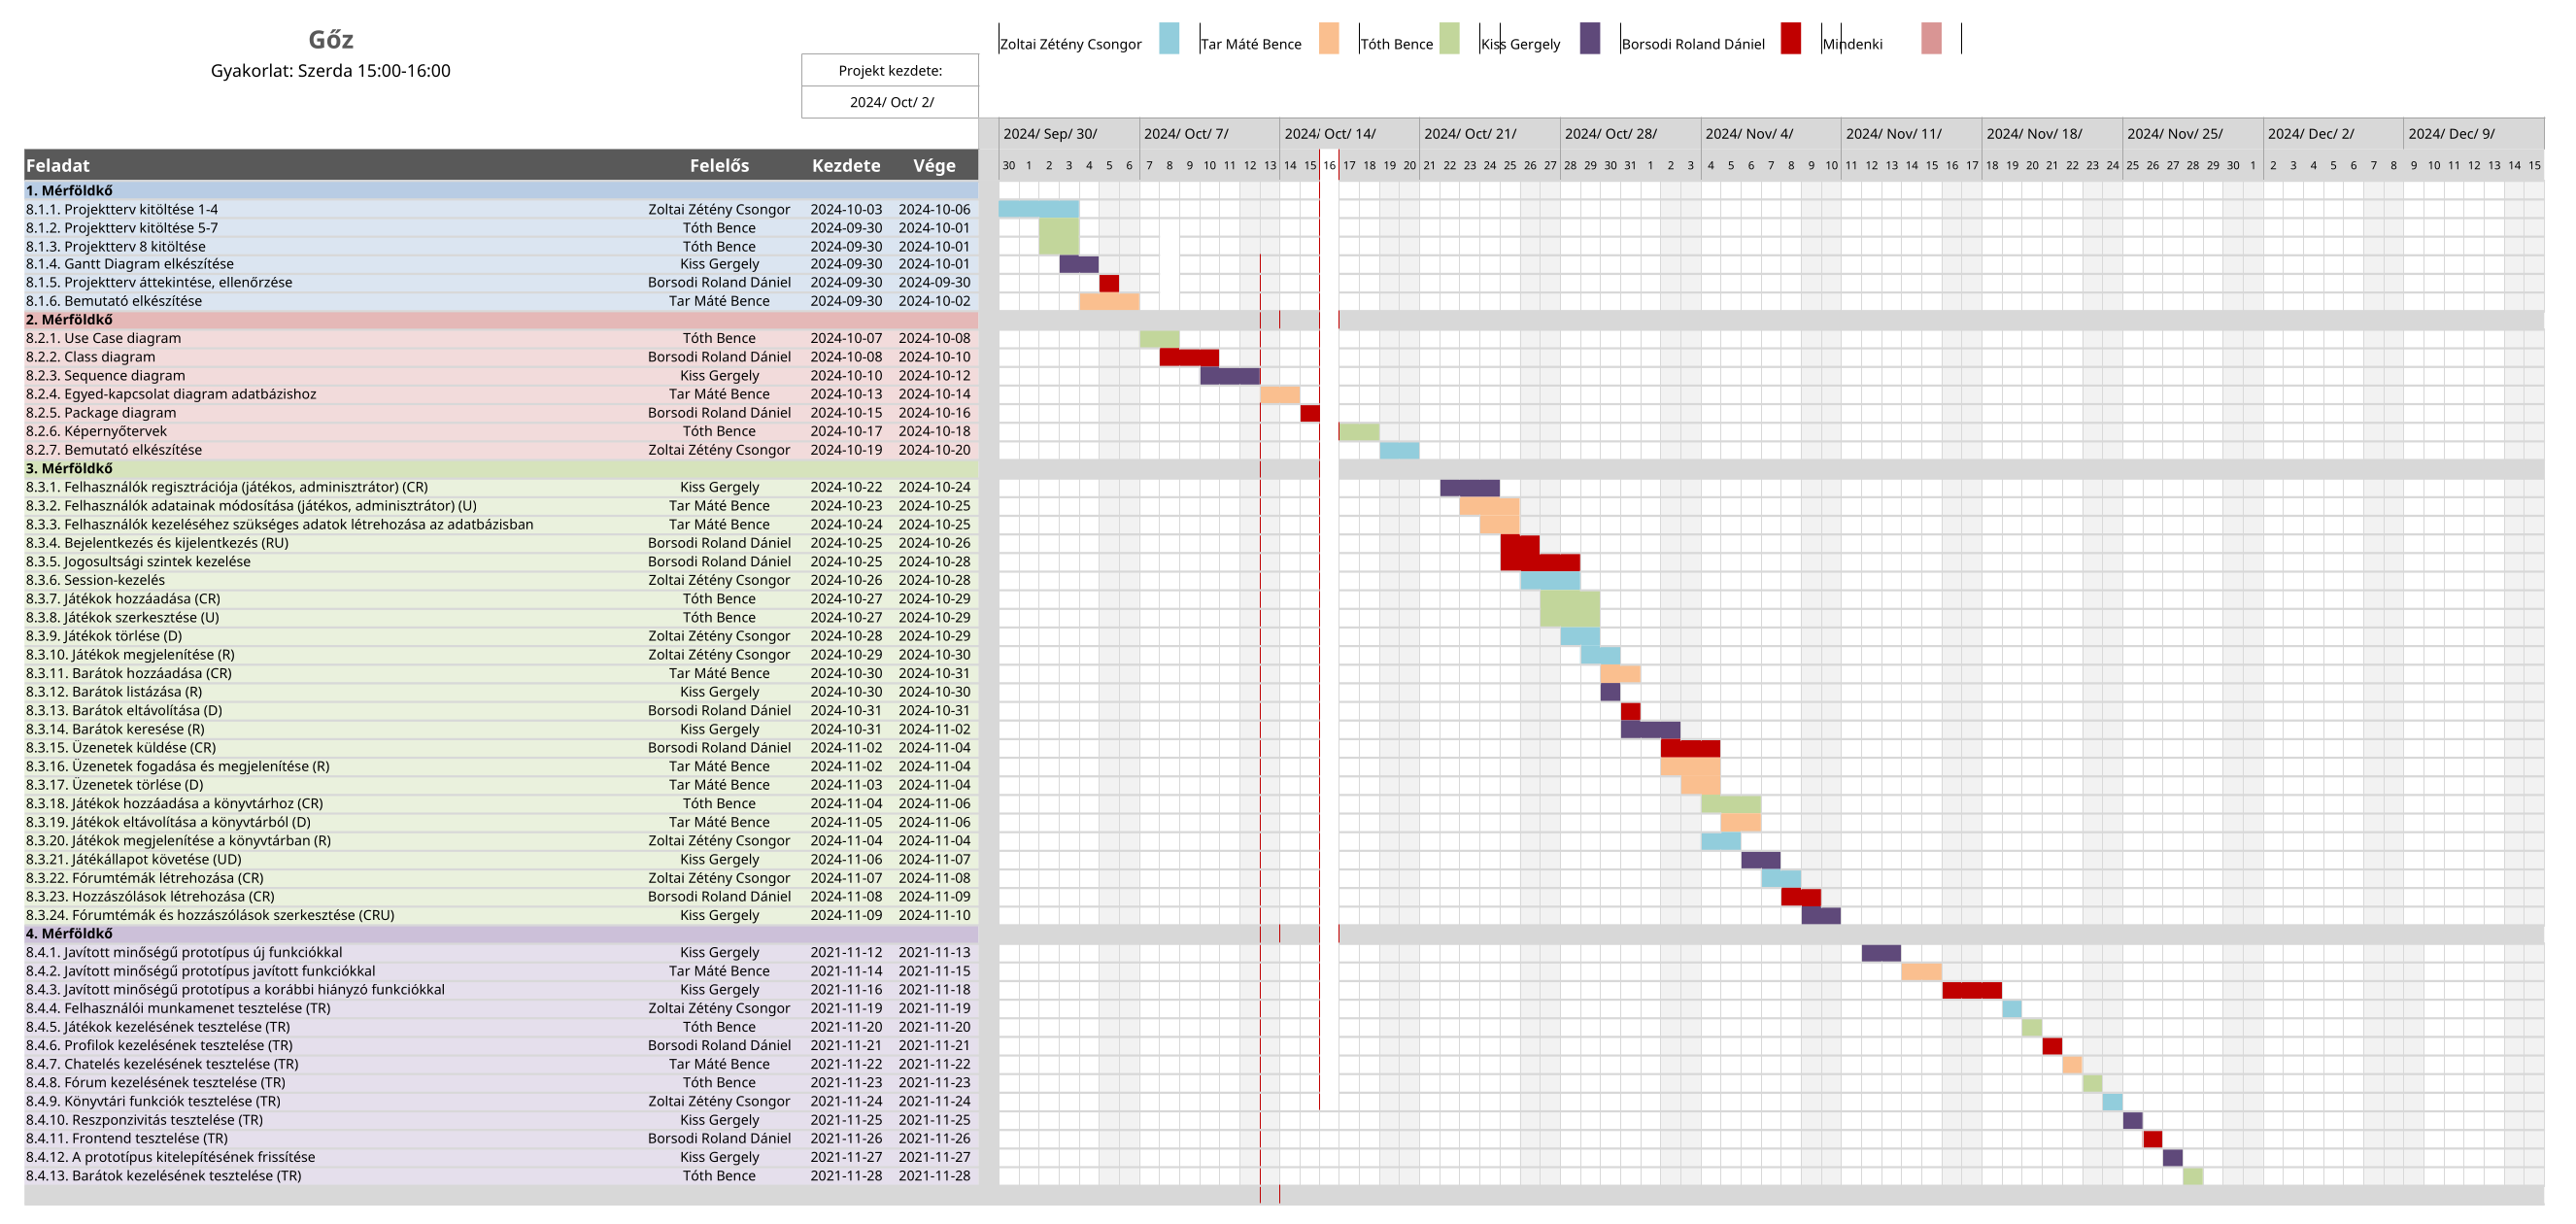 Gőz
Gyakorlat: Szerda 15:00-16:00
Zoltai Zétény Csongor Tar Máté Bence Tóth Bence Kiss Gergely Borsodi Roland Dániel Mindenki
Projekt kezdete:
2024/ Oct/ 2/
2024/ Sep/ 30/ 2024/ Oct/ 7/ 2024/ Oct/ 14/ 2024/ Oct/ 21/ 2024/ Oct/ 28/ 2024/ Nov/ 4/ 2024/ Nov/ 11/ 2024/ Nov/ 18/ 2024/ Nov/ 25/ 2024/ Dec/ 2/ 2024/ Dec/ 9/
Feladat Felelős Kezdete Vége 30 1 2 3 4 5 6 7 8 9 10 11 12 13 14 15 16 17 18 19 20 21 22 23 24 25 26 27 28 29 30 31 1 2 3 4 5 6 7 8 9 10 11 12 13 14 15 16 17 18 19 20 21 22 23 24 25 26 27 28 29 30 1 2 3 4 5 6 7 8 9 10 11 12 13 14 15
1. Mérföldkő
8.1.1. Projektterv kitöltése 1-4 Zoltai Zétény Csongor 2024-10-03 2024-10-06
8.1.2. Projektterv kitöltése 5-7 Tóth Bence 2024-09-30 2024-10-01
8.1.3. Projektterv 8 kitöltése Tóth Bence 2024-09-30 2024-10-01
8.1.4. Gantt Diagram elkészítése Kiss Gergely 2024-09-30 2024-10-01
8.1.5. Projektterv áttekintése, ellenőrzése Borsodi Roland Dániel 2024-09-30 2024-09-30
8.1.6. Bemutató elkészítése Tar Máté Bence 2024-09-30 2024-10-02
2. Mérföldkő
8.2.1. Use Case diagram Tóth Bence 2024-10-07 2024-10-08
8.2.2. Class diagram Borsodi Roland Dániel 2024-10-08 2024-10-10
8.2.3. Sequence diagram Kiss Gergely 2024-10-10 2024-10-12
8.2.4. Egyed-kapcsolat diagram adatbázishoz Tar Máté Bence 2024-10-13 2024-10-14
8.2.5. Package diagram Borsodi Roland Dániel 2024-10-15 2024-10-16
8.2.6. Képernyőtervek Tóth Bence 2024-10-17 2024-10-18
8.2.7. Bemutató elkészítése Zoltai Zétény Csongor 2024-10-19 2024-10-20
3. Mérföldkő
8.3.1. Felhasználók regisztrációja (játékos, adminisztrátor) (CR) Kiss Gergely 2024-10-22 2024-10-24
8.3.2. Felhasználók adatainak módosítása (játékos, adminisztrátor) (U) Tar Máté Bence 2024-10-23 2024-10-25
8.3.3. Felhasználók kezeléséhez szükséges adatok létrehozása az adatbázisban Tar Máté Bence 2024-10-24 2024-10-25
8.3.4. Bejelentkezés és kijelentkezés (RU) Borsodi Roland Dániel 2024-10-25 2024-10-26
8.3.5. Jogosultsági szintek kezelése Borsodi Roland Dániel 2024-10-25 2024-10-28
8.3.6. Session-kezelés Zoltai Zétény Csongor 2024-10-26 2024-10-28
8.3.7. Játékok hozzáadása (CR) Tóth Bence 2024-10-27 2024-10-29
8.3.8. Játékok szerkesztése (U) Tóth Bence 2024-10-27 2024-10-29
8.3.9. Játékok törlése (D) Zoltai Zétény Csongor 2024-10-28 2024-10-29
8.3.10. Játékok megjelenítése (R) Zoltai Zétény Csongor 2024-10-29 2024-10-30
8.3.11. Barátok hozzáadása (CR) Tar Máté Bence 2024-10-30 2024-10-31
8.3.12. Barátok listázása (R) Kiss Gergely 2024-10-30 2024-10-30
8.3.13. Barátok eltávolítása (D) Borsodi Roland Dániel 2024-10-31 2024-10-31
8.3.14. Barátok keresése (R) Kiss Gergely 2024-10-31 2024-11-02
8.3.15. Üzenetek küldése (CR) Borsodi Roland Dániel 2024-11-02 2024-11-04
8.3.16. Üzenetek fogadása és megjelenítése (R) Tar Máté Bence 2024-11-02 2024-11-04
8.3.17. Üzenetek törlése (D) Tar Máté Bence 2024-11-03 2024-11-04
8.3.18. Játékok hozzáadása a könyvtárhoz (CR) Tóth Bence 2024-11-04 2024-11-06
8.3.19. Játékok eltávolítása a könyvtárból (D) Tar Máté Bence 2024-11-05 2024-11-06
8.3.20. Játékok megjelenítése a könyvtárban (R) Zoltai Zétény Csongor 2024-11-04 2024-11-04
8.3.21. Játékállapot követése (UD) Kiss Gergely 2024-11-06 2024-11-07
8.3.22. Fórumtémák létrehozása (CR) Zoltai Zétény Csongor 2024-11-07 2024-11-08
8.3.23. Hozzászólások létrehozása (CR) Borsodi Roland Dániel 2024-11-08 2024-11-09
8.3.24. Fórumtémák és hozzászólások szerkesztése (CRU) Kiss Gergely 2024-11-09 2024-11-10
4. Mérföldkő
8.4.1. Javított minőségű prototípus új funkciókkal Kiss Gergely 2021-11-12 2021-11-13
8.4.2. Javított minőségű prototípus javított funkciókkal Tar Máté Bence 2021-11-14 2021-11-15
8.4.3. Javított minőségű prototípus a korábbi hiányzó funkciókkal Kiss Gergely 2021-11-16 2021-11-18
8.4.4. Felhasználói munkamenet tesztelése (TR) Zoltai Zétény Csongor 2021-11-19 2021-11-19
8.4.5. Játékok kezelésének tesztelése (TR) Tóth Bence 2021-11-20 2021-11-20
8.4.6. Profilok kezelésének tesztelése (TR) Borsodi Roland Dániel 2021-11-21 2021-11-21
8.4.7. Chatelés kezelésének tesztelése (TR) Tar Máté Bence 2021-11-22 2021-11-22
8.4.8. Fórum kezelésének tesztelése (TR) Tóth Bence 2021-11-23 2021-11-23
8.4.9. Könyvtári funkciók tesztelése (TR) Zoltai Zétény Csongor 2021-11-24 2021-11-24
8.4.10. Reszponzivitás tesztelése (TR) Kiss Gergely 2021-11-25 2021-11-25
8.4.11. Frontend tesztelése (TR) Borsodi Roland Dániel 2021-11-26 2021-11-26
8.4.12. A prototípus kitelepítésének frissítése Kiss Gergely 2021-11-27 2021-11-27
8.4.13. Barátok kezelésének tesztelése (TR) Tóth Bence 2021-11-28 2021-11-28